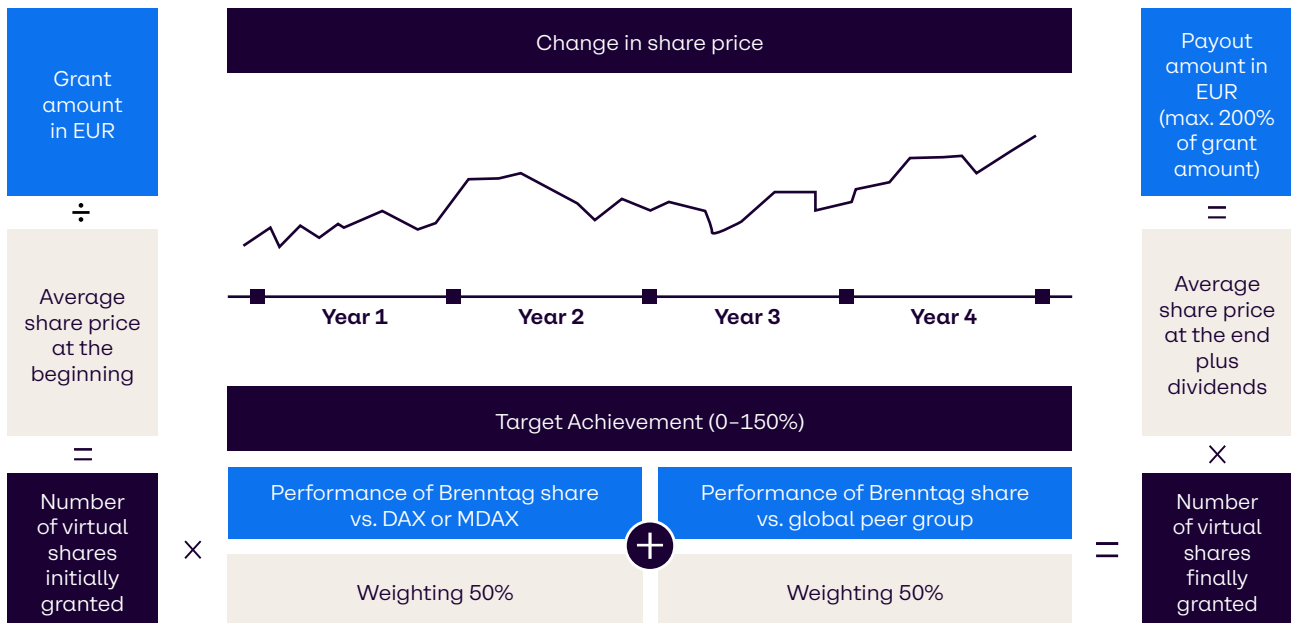 Grant
amount
in EUR
÷
Average
share price
at the
beginning
=
Number
of virtual
shares
initially
granted
×
Change in share price
Year 1
Year 2
Year 3
Year 4
Target Achievement (0–150%)
Performance of Brenntag share
vs. DAX or MDAX
Weighting 50%
+
Performance of Brenntag share
vs. global peer group
Weighting 50%
=
Payout
amount in
EUR
(max. 200%
of grant
amount)
=
Average
share price
at the end
plus
dividends
×
Number
of virtual
shares
finally
granted